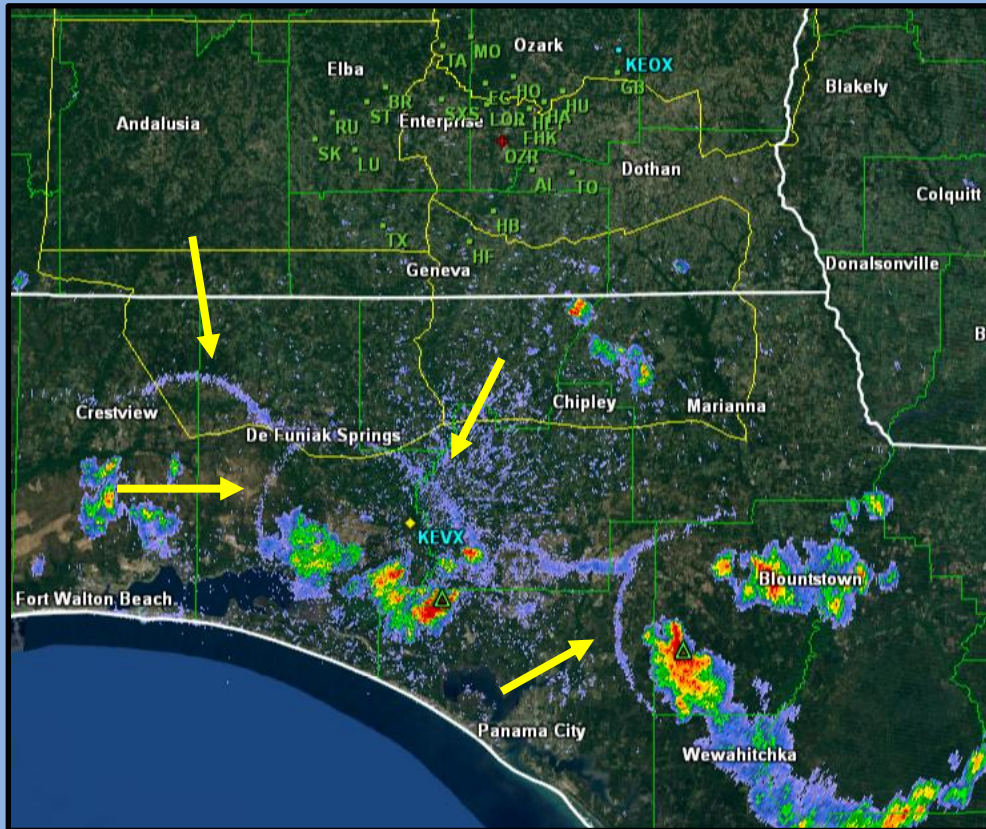 MO
Ozark
TA
KEOX
Elba
GB
Blakely
HO
EG
HU
BR
ST
SXS
Andalusia
RU
Enterprise
LOR
HA
HEY
SK
LU
FHK
OZR
Dothan
AL
TO
Colquitt
HB
TX
HF
Geneva
Donalsonville
B
Chipley
Marianna
Crestview
De Funiak Springs
KEVX
Blountstown
Fort Walton Beach
Panama City
Wewahitchka